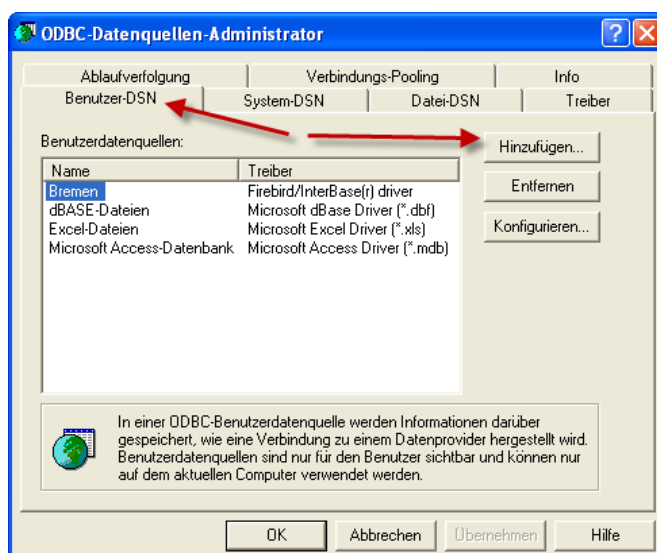 ODBC-Datenquellen-Administrator
Ablaufverfolgung Verbindungs-Pooling Info
Benutzer-DSN System-DSN Datei-DSN Treiber
Benutzerdatenquellen:
Hinzufügen...
Name Treiber
Bremen Firebird/InterBase(r) driver
Entfernen
dBASE-Dateien Microsoft dBase Driver (*.dbf)
Excel-Dateien Microsoft Excel Driver (*.xls)
Konfigurieren...
Microsoft Access-Datenbank Microsoft Access Driver (*.mdb)
In einer ODBC-Benutzerdatenquelle werden Informationen darüber
gespeichert, wie eine Verbindung zu einem Datenprovider hergestellt wird.
Benutzerdatenquellen sind nur für den Benutzer sichtbar und können nur
auf dem aktuellen Computer verwendet werden.
OK Abbrechen Übernehmen Hilfe